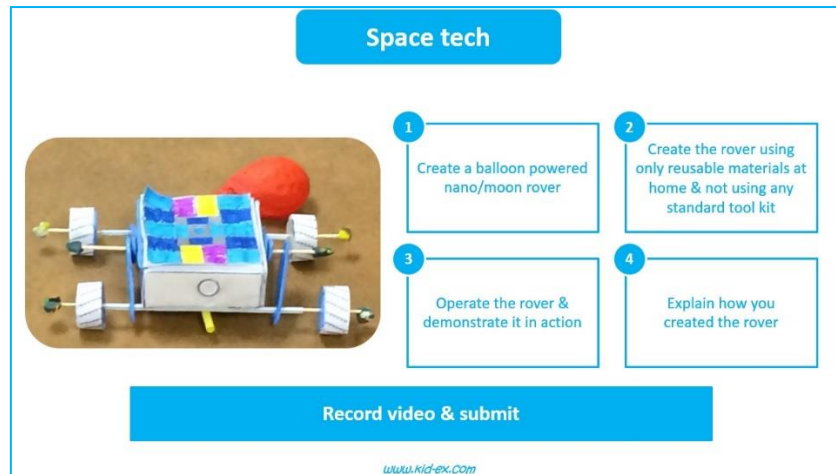 Space tech
1
Create a balloon powered
nano/moon rover
2
Create the rover using
only reusable materials at
home & not using any
standard tool kit
3
Operate the rover &
demonstrate it in action
4
Explain how you
created the rover
Record video & submit
www.kid-ex.com